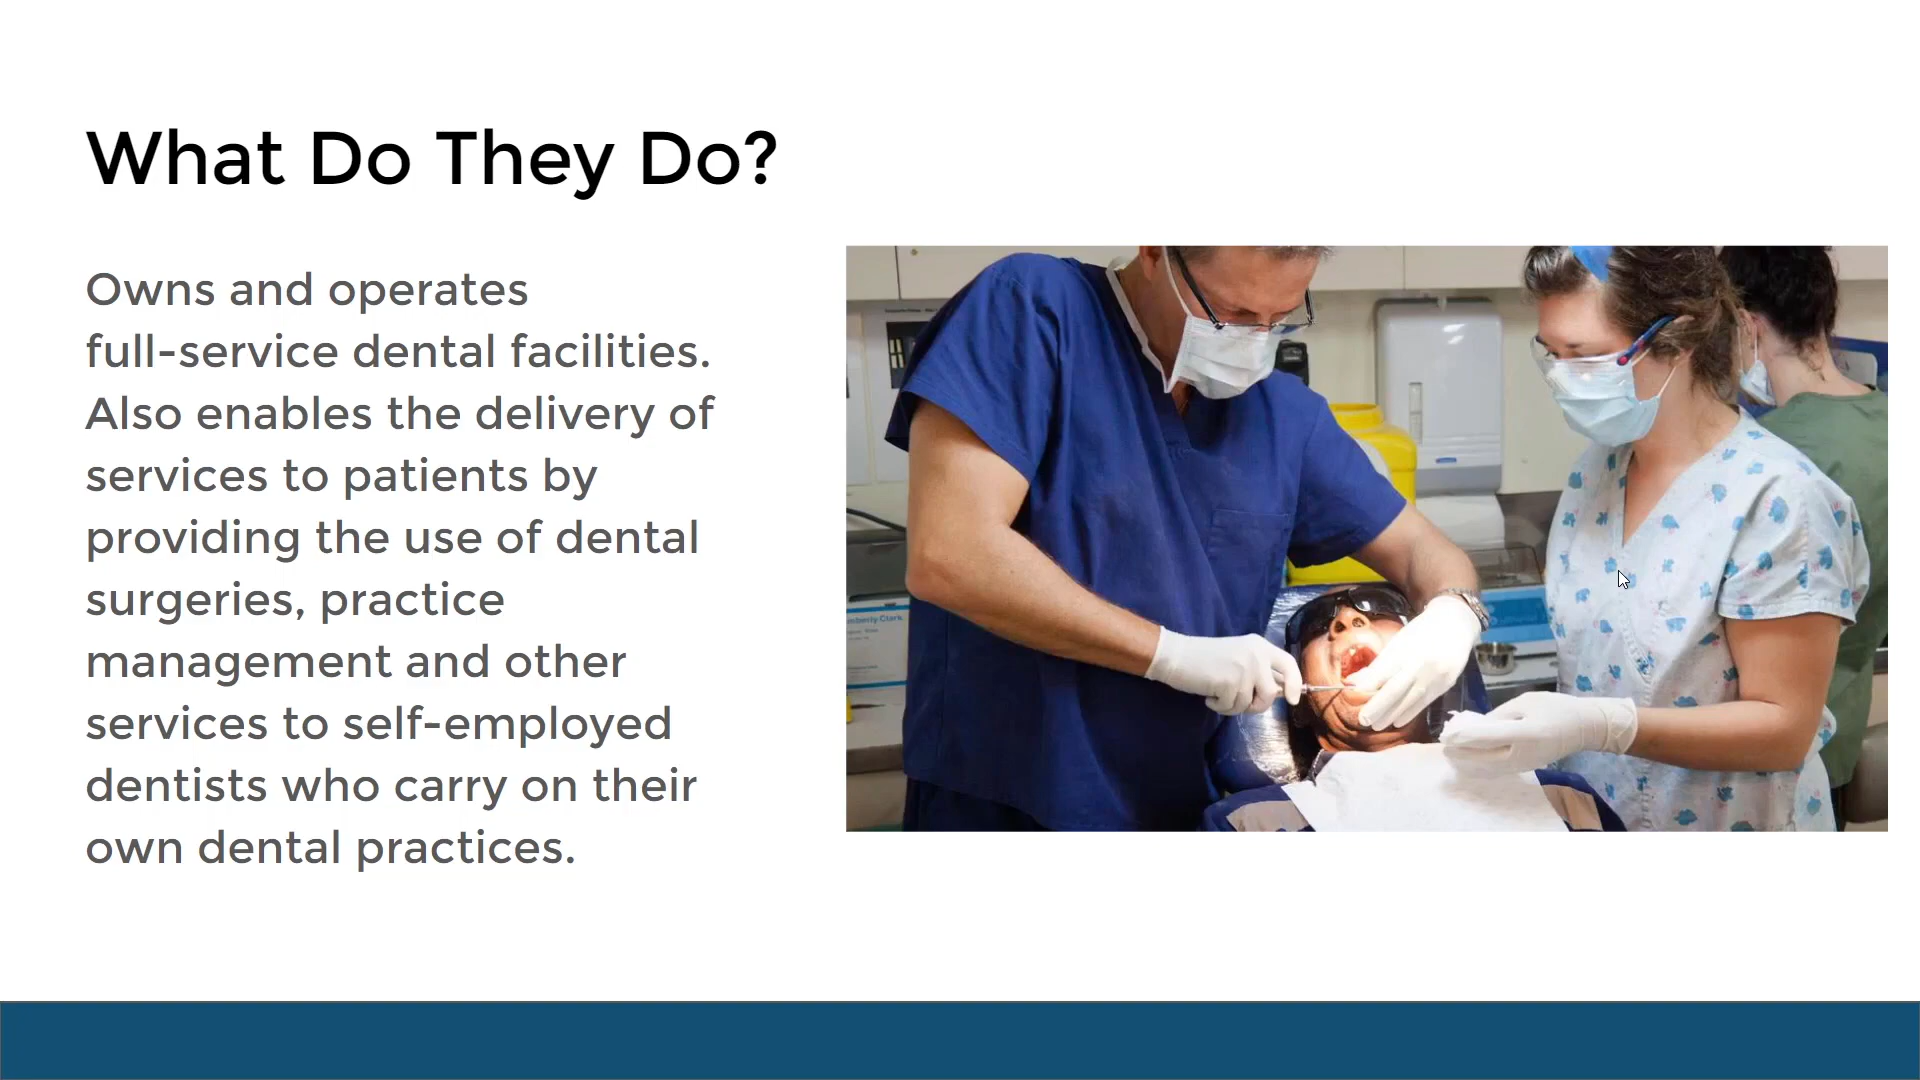 What Do They Do?
Owns and operates
full-service dental facilities.
Also enables the delivery of
services to patients by
providing the use of dental
surgeries, practice
management and other
services to self-employed
dentists who carry on their
own dental practices.